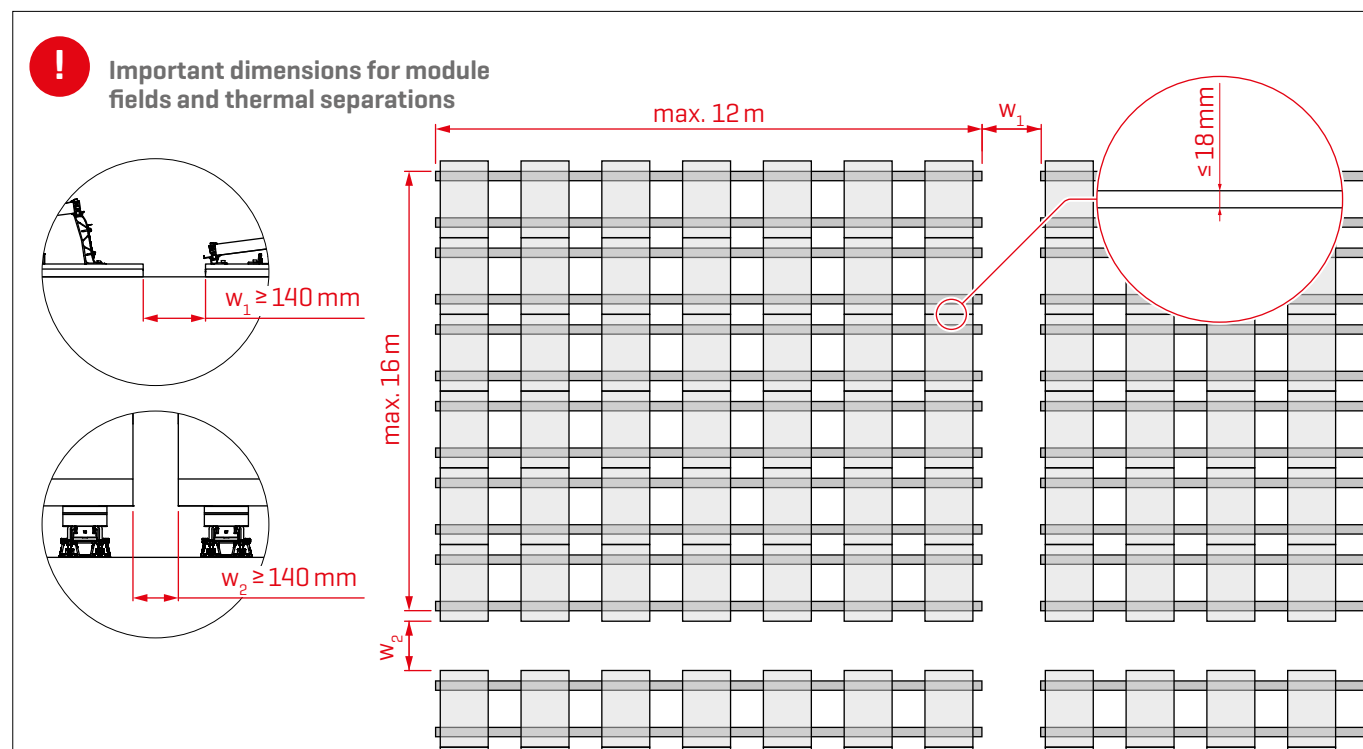 !
Important dimensions for module
fields and thermal separations
max. 12 m
w₁
≤ 18 mm
w₁ ≥ 140 mm
max. 16 m
w₂ ≥ 140 mm
w₂